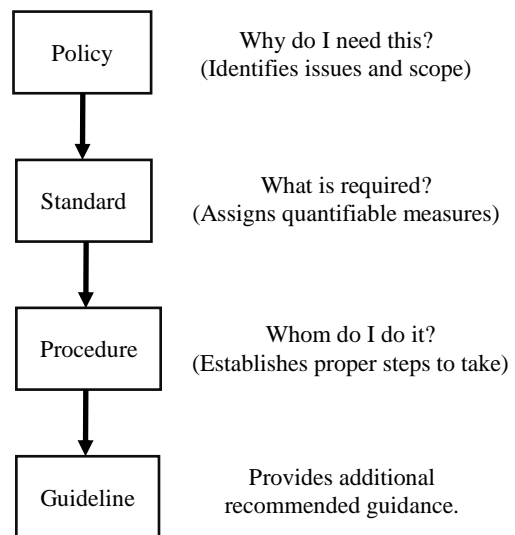 Policy
Why do I need this?
(Identifies issues and scope)
Standard
What is required?
(Assigns quantifiable measures)
Procedure
Whom do I do it?
(Establishes proper steps to take)
Guideline
Provides additional
recommended guidance.